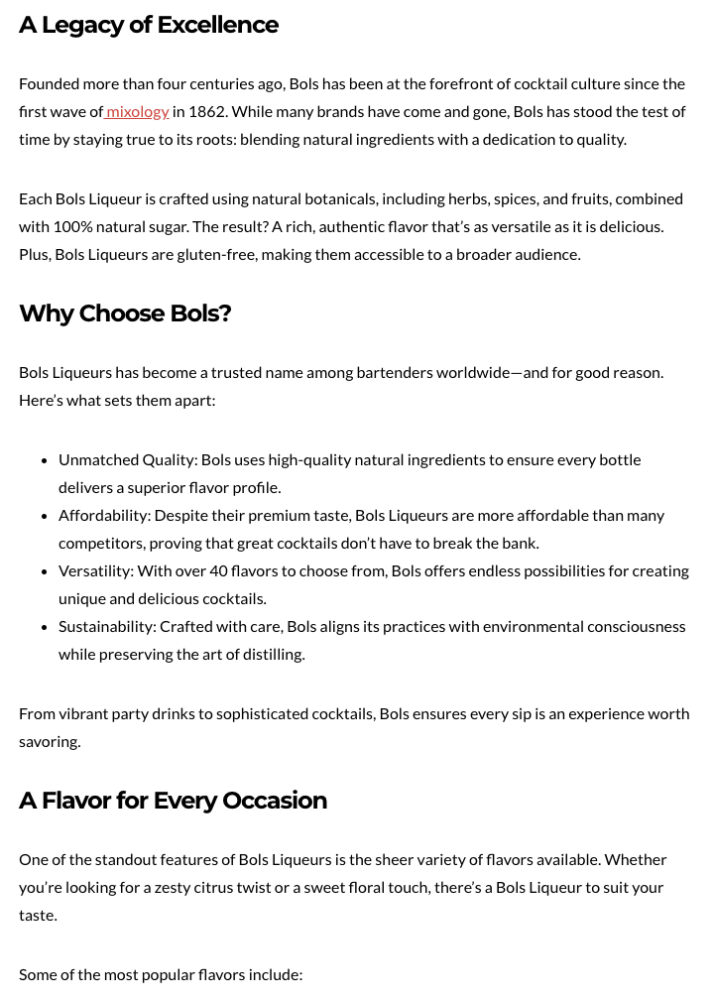 A Legacy of Excellence
Founded more than four centuries ago, Bols has been at the forefront of cocktail culture since the
first wave of mixology in 1862. While many brands have come and gone, Bols has stood the test of
time by staying true to its roots: blending natural ingredients with a dedication to quality.
Each Bols Liqueur is crafted using natural botanicals, including herbs, spices, and fruits, combined
with 100% natural sugar. The result? A rich, authentic flavor that’s as versatile as it is delicious.
Plus, Bols Liqueurs are gluten-free, making them accessible to a broader audience.
Why Choose Bols?
Bols Liqueurs has become a trusted name among bartenders worldwide—and for good reason.
Here’s what sets them apart:
• Unmatched Quality: Bols uses high-quality natural ingredients to ensure every bottle
delivers a superior flavor profile.
• Affordability: Despite their premium taste, Bols Liqueurs are more affordable than many
competitors, proving that great cocktails don’t have to break the bank.
• Versatility: With over 40 flavors to choose from, Bols offers endless possibilities for creating
unique and delicious cocktails.
• Sustainability: Crafted with care, Bols aligns its practices with environmental consciousness
while preserving the art of distilling.
From vibrant party drinks to sophisticated cocktails, Bols ensures every sip is an experience worth
savoring.
A Flavor for Every Occasion
One of the standout features of Bols Liqueurs is the sheer variety of flavors available. Whether
you’re looking for a zesty citrus twist or a sweet floral touch, there’s a Bols Liqueur to suit your
taste.
Some of the most popular flavors include: